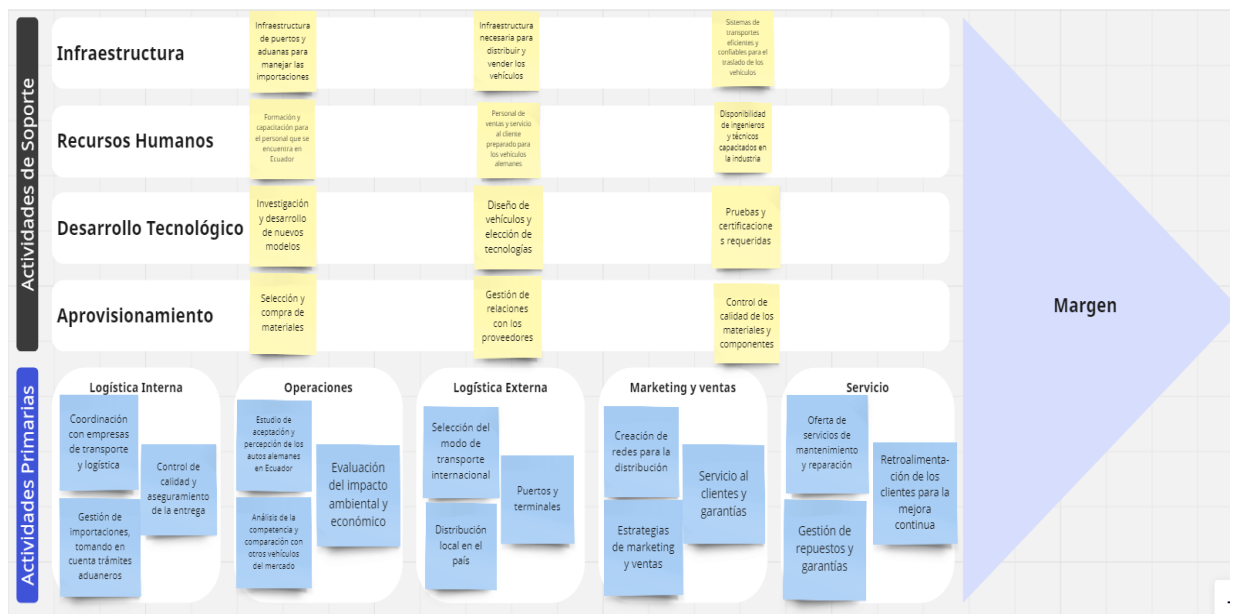 Actividades de Soporte
Infraestructura
Infraestructura
de puertos y
aduanas para
manejar las
importaciones
Infraestructura
necesaria para
distribuir y
vender los
vehículos
Sistemas de
transportes
eficientes y
confiables para el
traslado de los
vehículos
Recursos Humanos
Formación y
capacitación para
el personal que se
encuentra en
Ecuador
Personal de
ventas y servicio
al cliente
preparado para
los vehículos
alemanes
Disponibilidad
de ingenieros
y técnicos
capacitados en
la industria
Desarrollo Tecnológico
Investigación
y desarrollo
de nuevos
modelos
Diseño de
vehículos y
elección de
tecnologías
Pruebas y
certificacione
s requeridas
Aprovisionamiento
Selección y
compra de
materiales
Gestión de
relaciones
con los
proveedores
Control de
calidad de los
materiales y
componentes
Margen
Actividades Primarias
Logística Interna
Coordinación
con empresas
de transporte
y logística
Control de
calidad y
aseguramiento
de la entrega
Gestión de
importaciones,
tomando en
cuenta trámites
aduaneros
Operaciones
Estudio de
aceptación y
percepción de los
autos alemanes
en Ecuador
Evaluación
del impacto
ambiental y
económico
Análisis de la
competencia y
comparación con
otros vehículos
del mercado
Logística Externa
Selección del
modo de
transporte
internacional
Puertos y
terminales
Distribución
local en el
país
Marketing y ventas
Creación de
redes para la
distribución
Servicio al
clientes y
garantías
Estrategias
de marketing
y ventas
Servicio
Oferta de
servicios de
mantenimiento
y reparación
Retroalimenta-
ción de los
clientes para la
mejora
continua
Gestión de
repuestos y
garantías